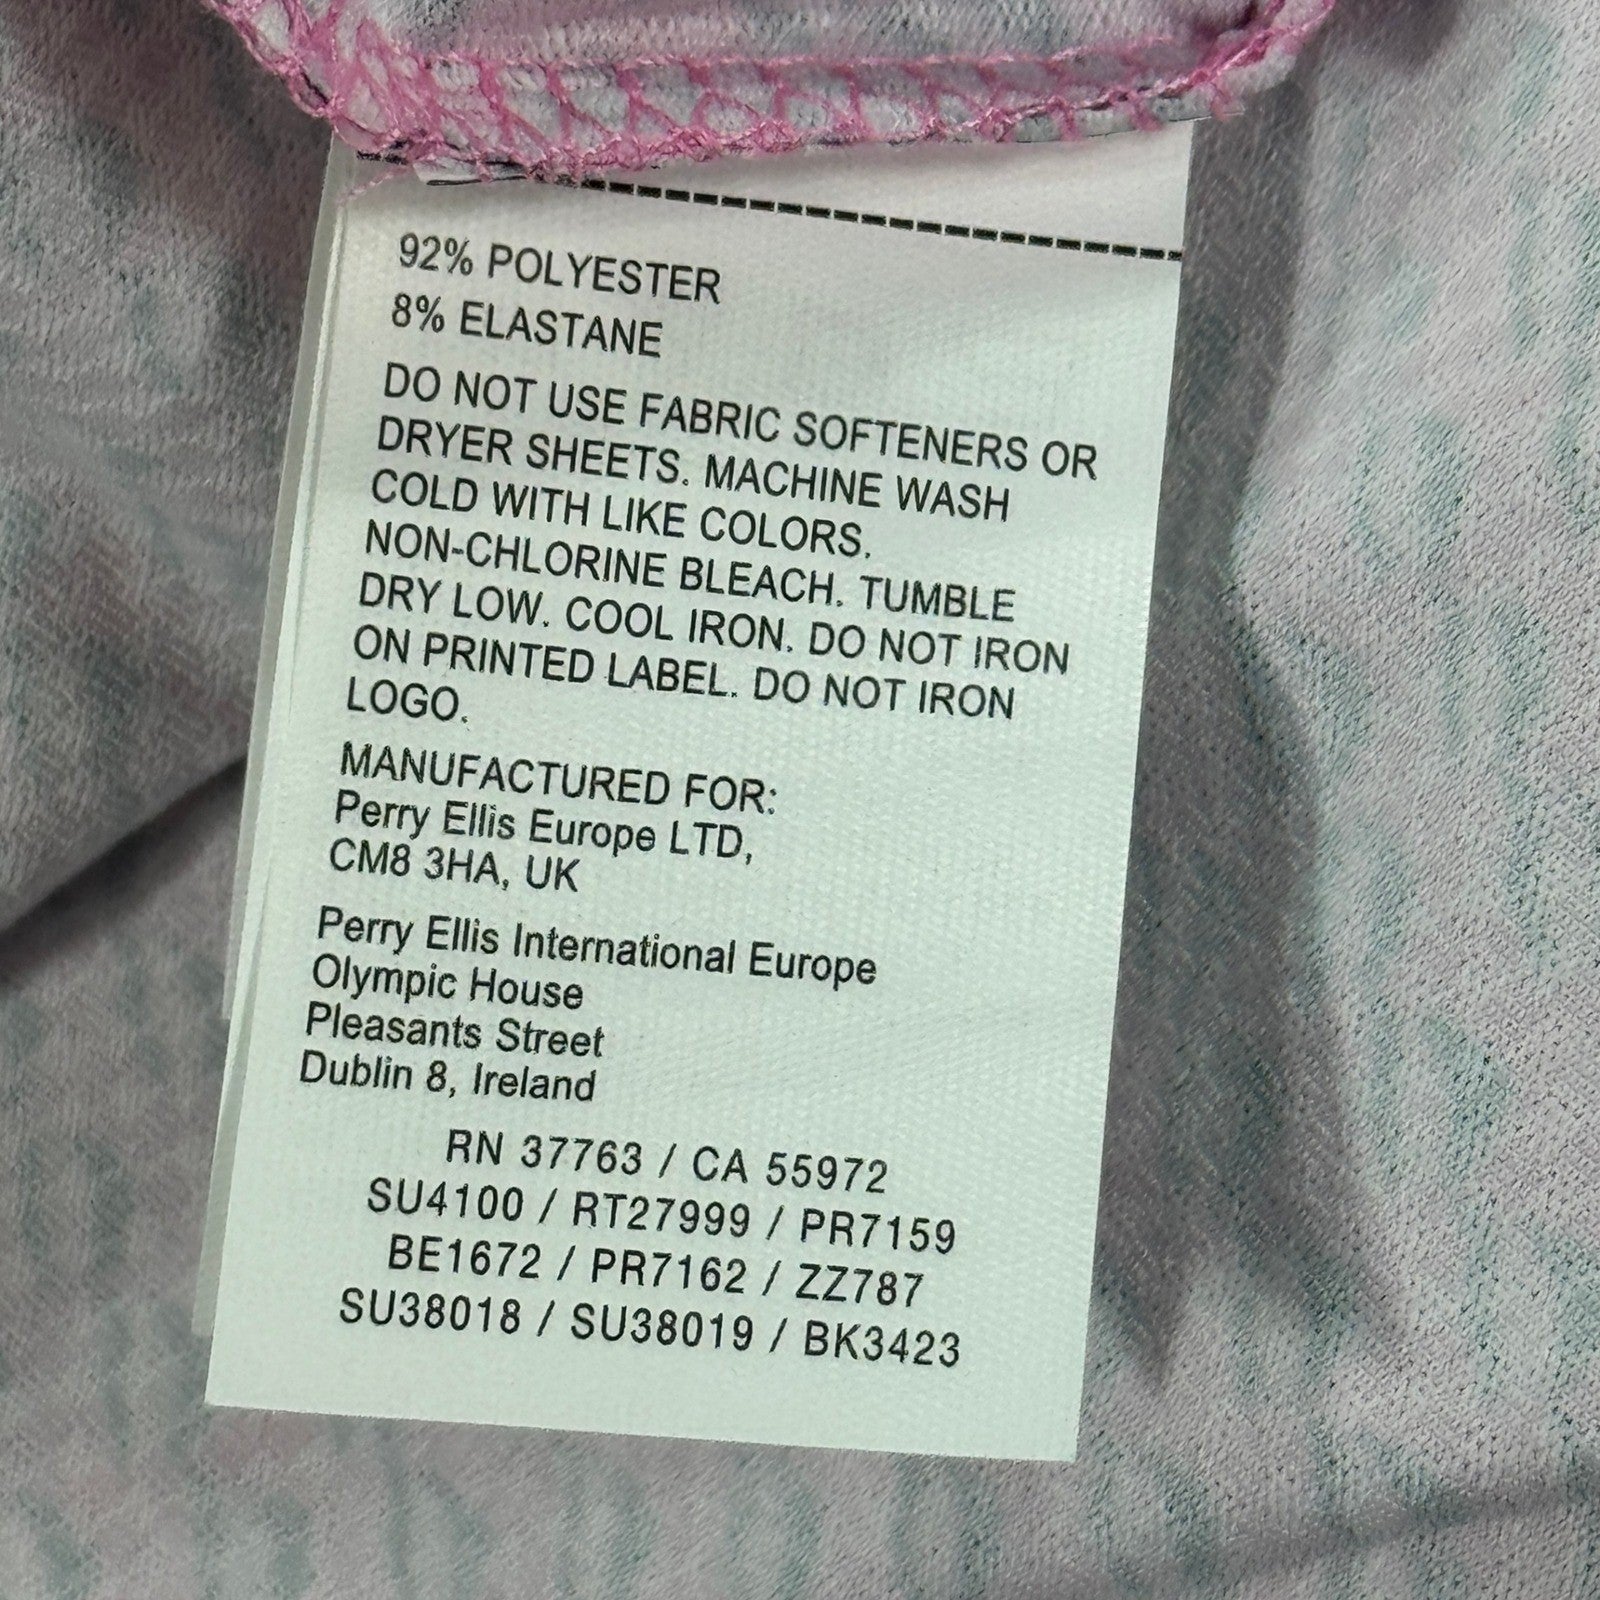 92% POLYESTER
8% ELASTANE
DO NOT USE FABRIC SOFTENERS OR
DRYER SHEETS. MACHINE WASH
COLD WITH LIKE COLORS.
NON-CHLORINE BLEACH. TUMBLE
DRY LOW. COOL IRON. DO NOT IRON
ON PRINTED LABEL. DO NOT IRON
LOGO.
MANUFACTURED FOR:
Perry Ellis Europe LTD,
CM8 3HA, UK
Perry Ellis International Europe
Olympic House
Pleasants Street
Dublin 8, Ireland
RN 37763 / CA 55972
SU4100 / RT27999 / PR7159
BE1672 / PR7162 / ZZ787
SU38018 / SU38019 / BK3423